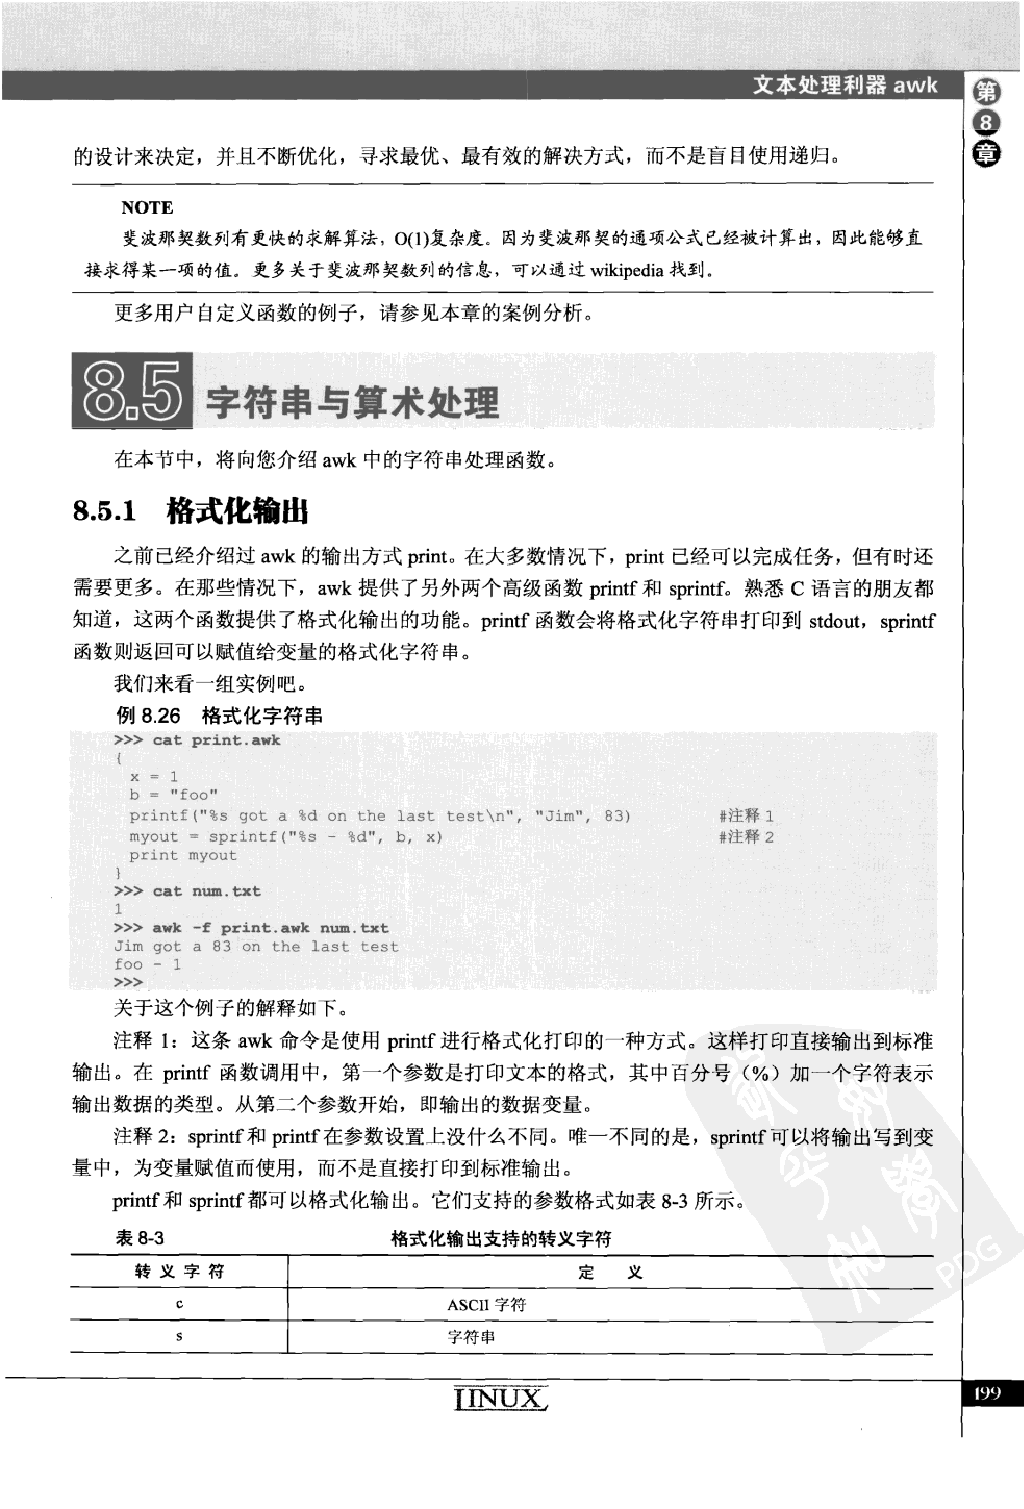 文本处理利器 awk
第
8
章
的设计来决定，并且不断优化，寻求最优、最有效的解决方式，而不是盲目使用递归。
NOTE
斐波那契数列有更快的求解算法，O(1)复杂度。因为斐波那契的通项公式已经被计算出，因此能够直
接求得某一项的值。更多关于斐波那契数列的信息，可以通过 wikipedia 找到。
更多用户自定义函数的例子，请参见本章的案例分析。
8.5 字符串与算术处理
在本节中，将向您介绍 awk 中的字符串处理函数。
8.5.1 格式化输出
之前已经介绍过 awk 的输出方式 print。在大多数情况下，print 已经可以完成任务，但有时还
需要更多。在那些情况下，awk 提供了另外两个高级函数 printf 和 sprintf。熟悉 C 语言的朋友都
知道，这两个函数提供了格式化输出的功能。printf 函数会将格式化字符串打印到 stdout，sprintf
函数则返回可以赋值给变量的格式化字符串。
我们来看一组实例吧。
例 8.26 格式化字符串
>>> cat print.awk
{
x = 1
b = "foo"
printf("%s got a %d on the last test\n", "Jim", 83) #注释 1
myout = sprintf("%s - %d", b, x) #注释 2
print myout
}
>>> cat num.txt
1
>>> awk -f print.awk num.txt
Jim got a 83 on the last test
foo - 1
>>>
关于这个例子的解释如下。
注释 1：这条 awk 命令是使用 printf 进行格式化打印的一种方式。这样打印直接输出到标准
输出。在 printf 函数调用中，第一个参数是打印文本的格式，其中百分号（%）加一个字符表示
输出数据的类型。从第二个参数开始，即输出的数据变量。
注释 2：sprintf 和 printf 在参数设置上没什么不同。唯一不同的是，sprintf 可以将输出写到变
量中，为变量赋值而使用，而不是直接打印到标准输出。
printf 和 sprintf 都可以格式化输出。它们支持的参数格式如表 8-3 所示。
表 8-3 格式化输出支持的转义字符
转 义 字 符 定 义
c ASCII 字符
s 字符串
PDG
LINUX
199